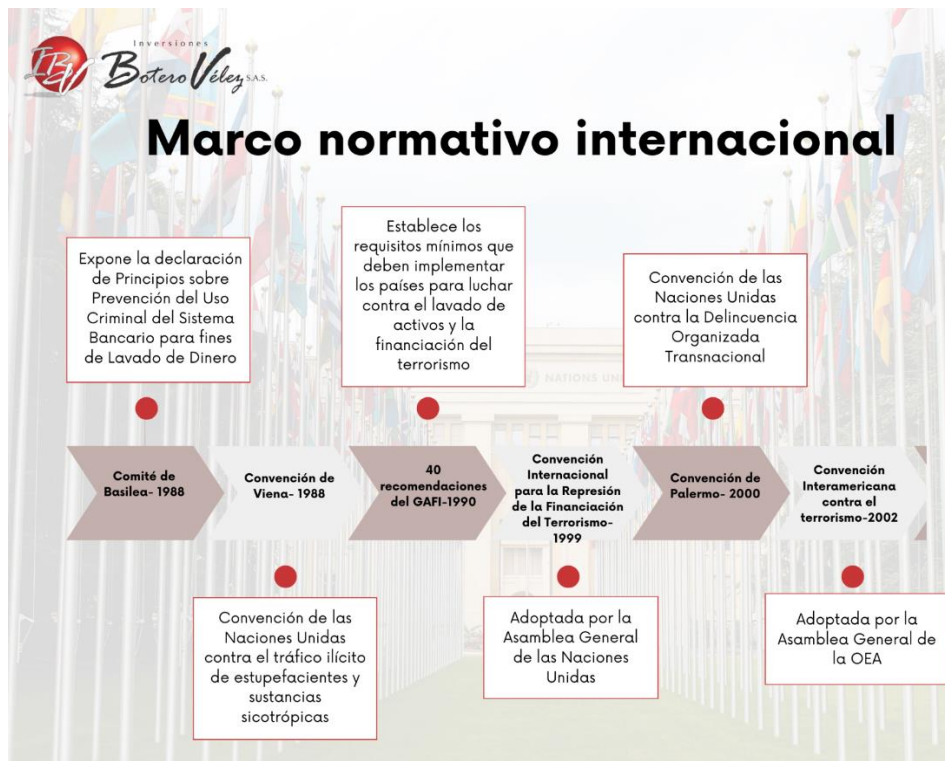 Inversiones
IBV
Botero Vélez S.A.S.
Marco normativo internacional
Expone la declaración
de Principios sobre
Prevención del Uso
Criminal del Sistema
Bancario para fines
de Lavado de Dinero
Establece los
requisitos mínimos que
deben implementar
los países para luchar
contra el lavado de
activos y la
financiación del
terrorismo
Convención de las
Naciones Unidas
contra la Delincuencia
Organizada
Transnacional
NATIONS UN
Comité de
Basilea- 1988
Convención de
Viena- 1988
40
recomendaciones
del GAFI-1990
Convención
Internacional
para la Represión
de la Financiación
del Terrorismo-
1999
Convención de
Palermo- 2000
Convención
Interamericana
contra el
terrorismo-2002
Convención de las
Naciones Unidas
contra el tráfico ilícito
de estupefacientes y
sustancias
sicotrópicas
Adoptada por la
Asamblea General
de las Naciones
Unidas
Adoptada por la
Asamblea General de
la OEA